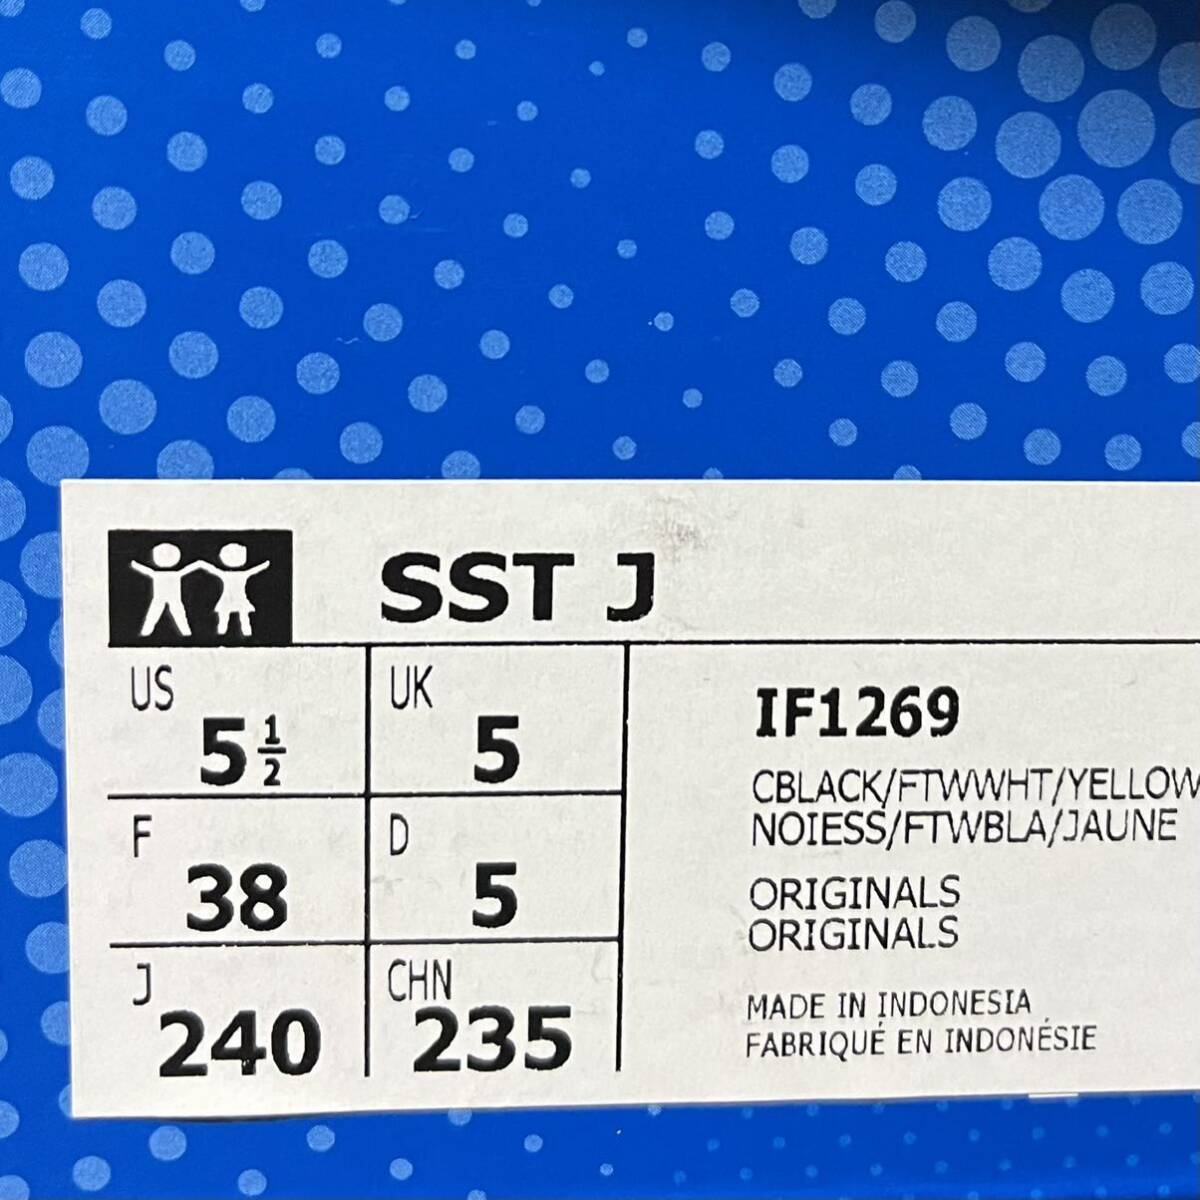 SST J
US 5 1/2 UK 5
F 38 D 5
J 240 CHN 235
IF1269
CBLACK/FTWWHT/YELLOW
NOIESS/FTWBLA/JAUNE
ORIGINALS
ORIGINALS
MADE IN INDONESIA
FABRIQUÉ EN INDONÉSIE